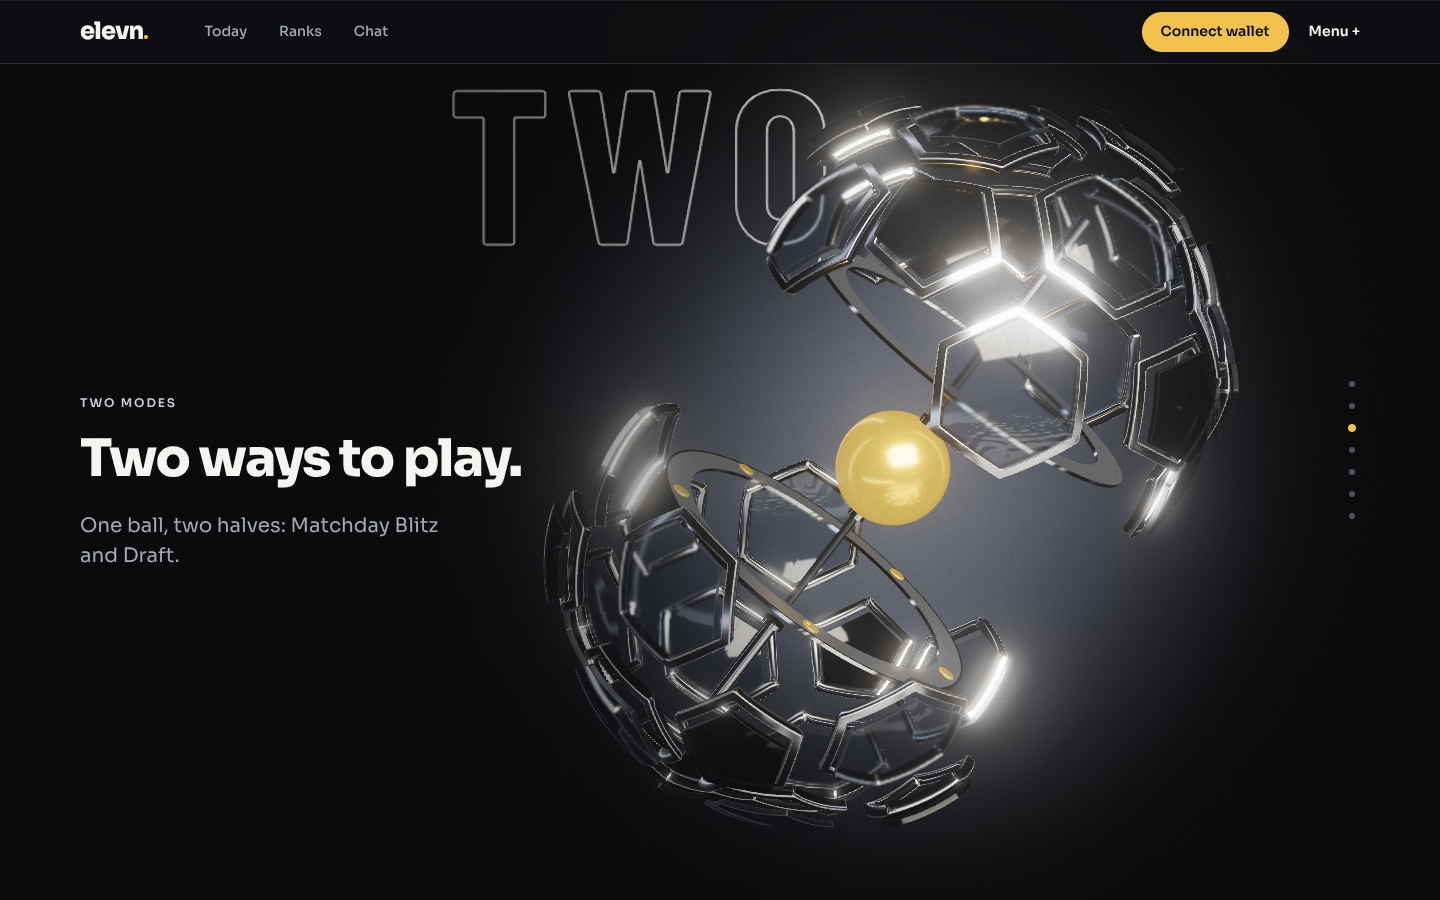 elevn.
Today
Ranks
Chat
Connect wallet
Menu +
TWO
TWO MODES
Two ways to play.
One ball, two halves: Matchday Blitz
and Draft.